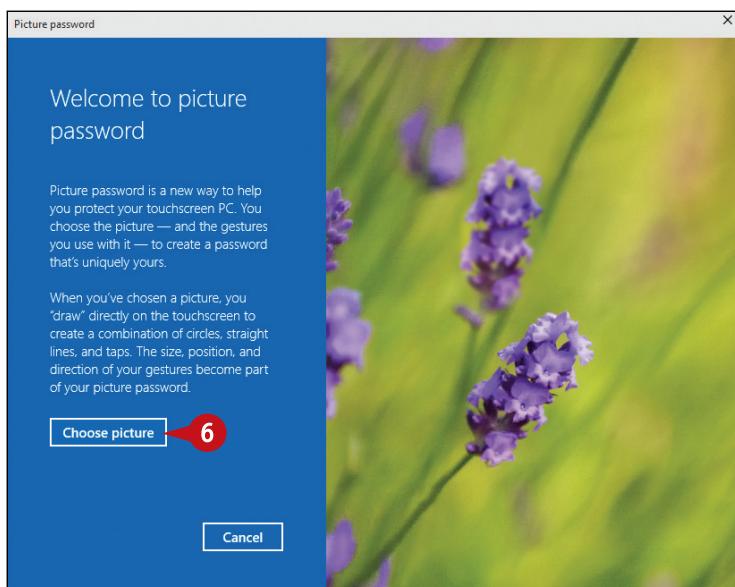 Picture password
Welcome to picture
password
Picture password is a new way to help
you protect your touchscreen PC. You
choose the picture — and the gestures
you use with it — to create a password
that's uniquely yours.
When you've chosen a picture, you
"draw" directly on the touchscreen to
create a combination of circles, straight
lines, and taps. The size, position, and
direction of your gestures become part
of your picture password.
Choose picture
6
Cancel